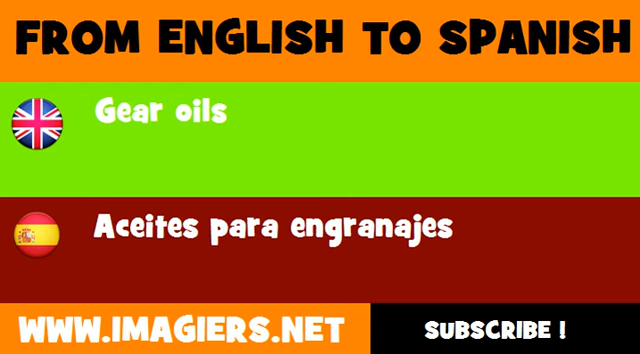 FROM ENGLISH TO SPANISH
Gear oils
Aceites para engranajes
WWW.IMAGIERS.NET
SUBSCRIBE !